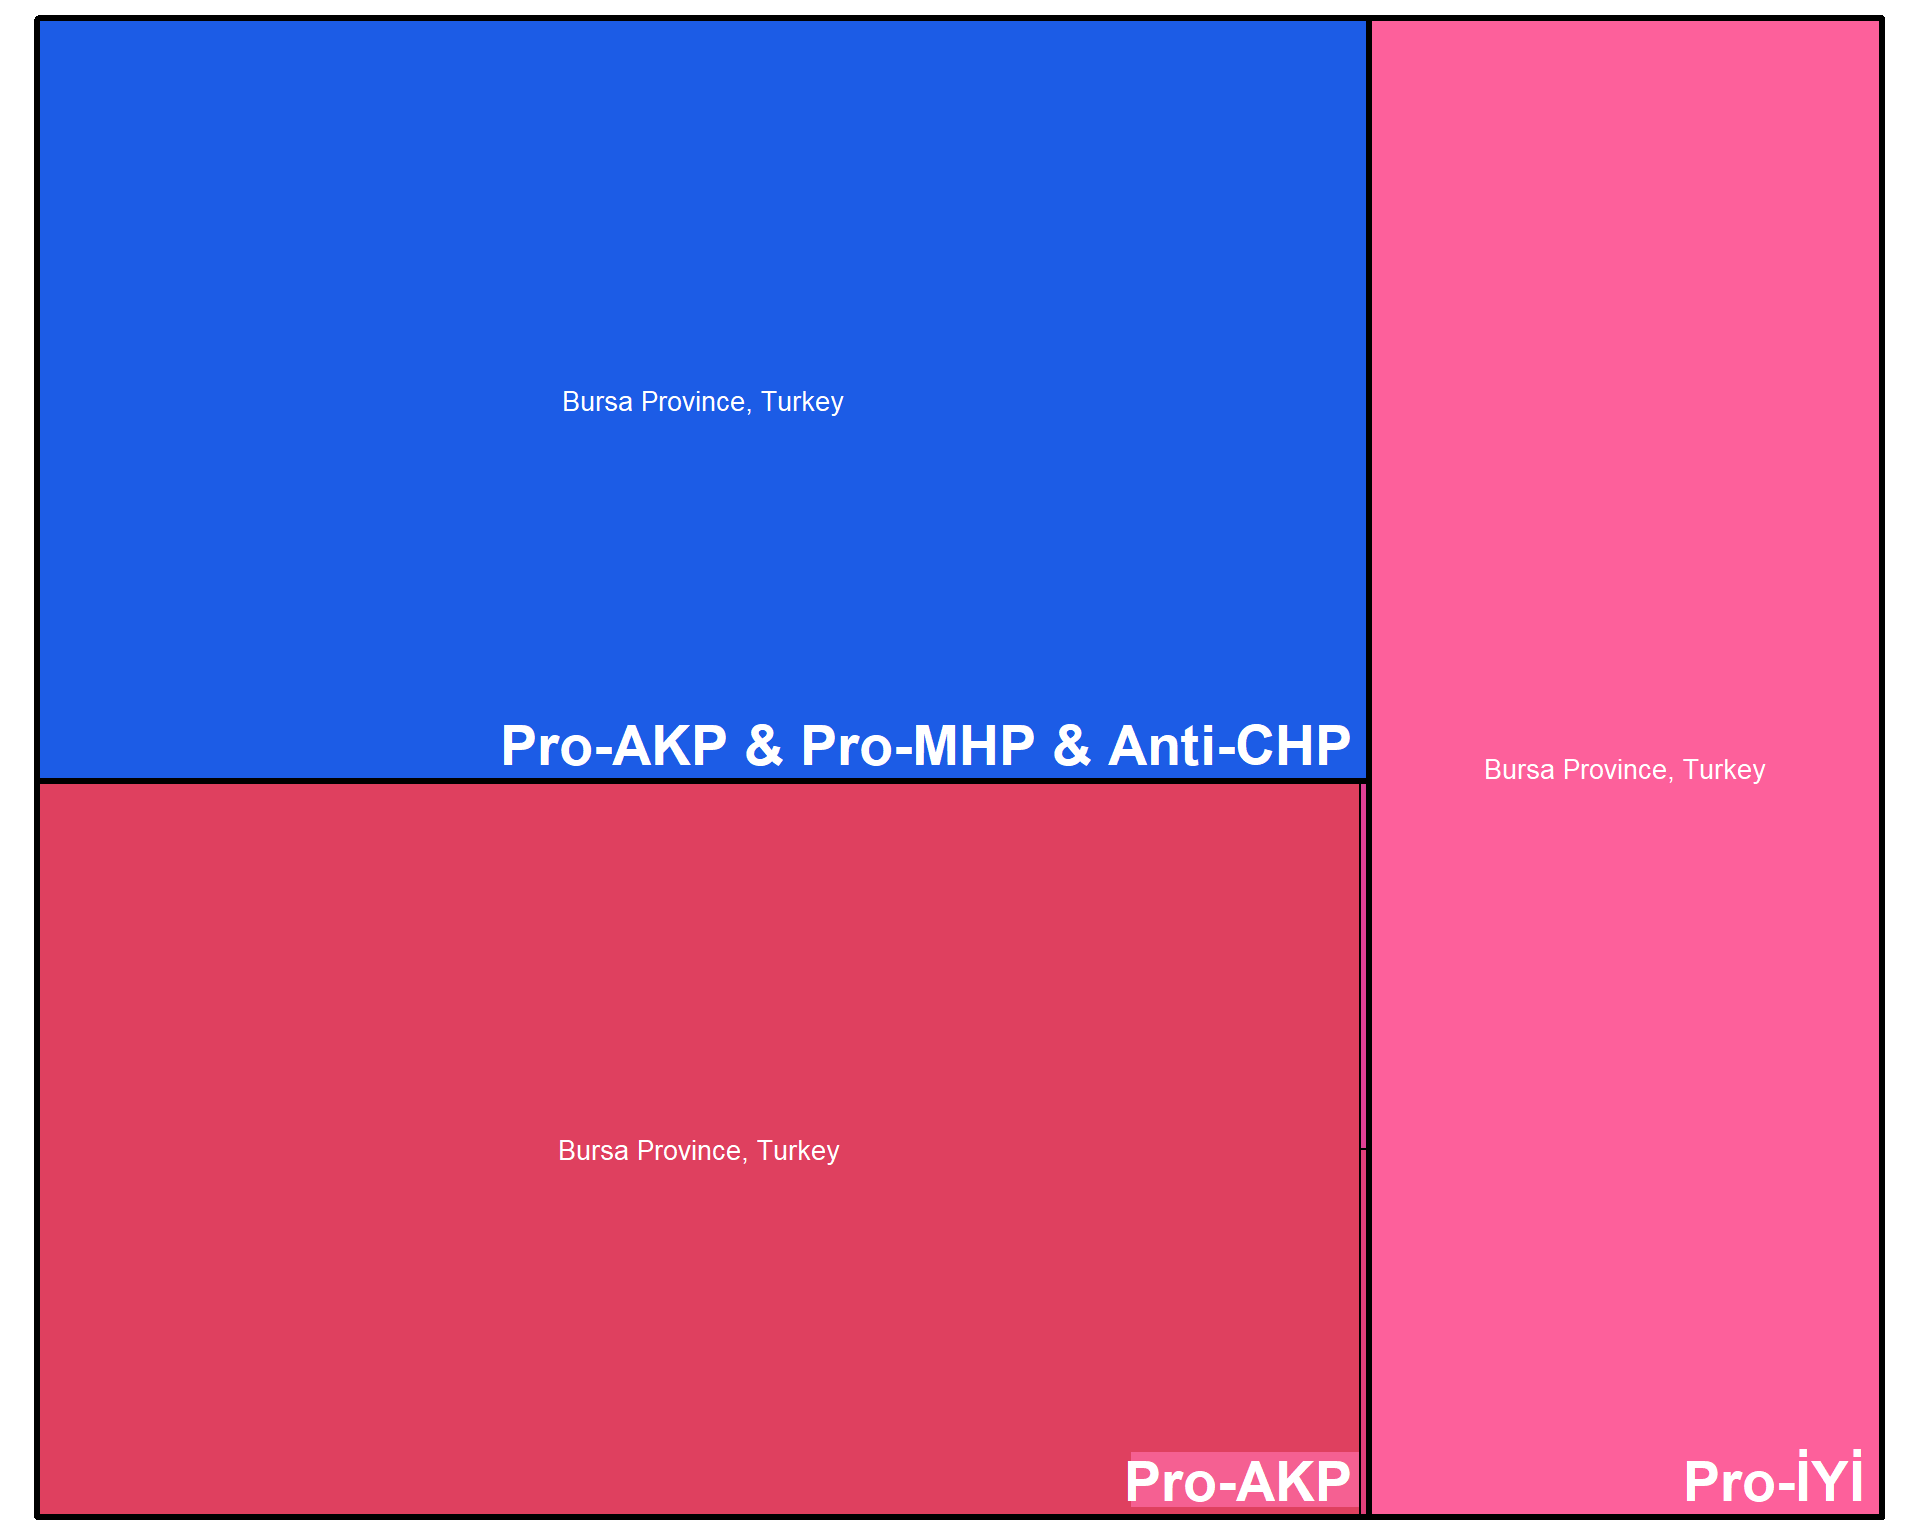 Bursa Province, Turkey
Pro-AKP & Pro-MHP & Anti-CHP
Bursa Province, Turkey
Bursa Province, Turkey
Pro-AKP
Pro-İYİ